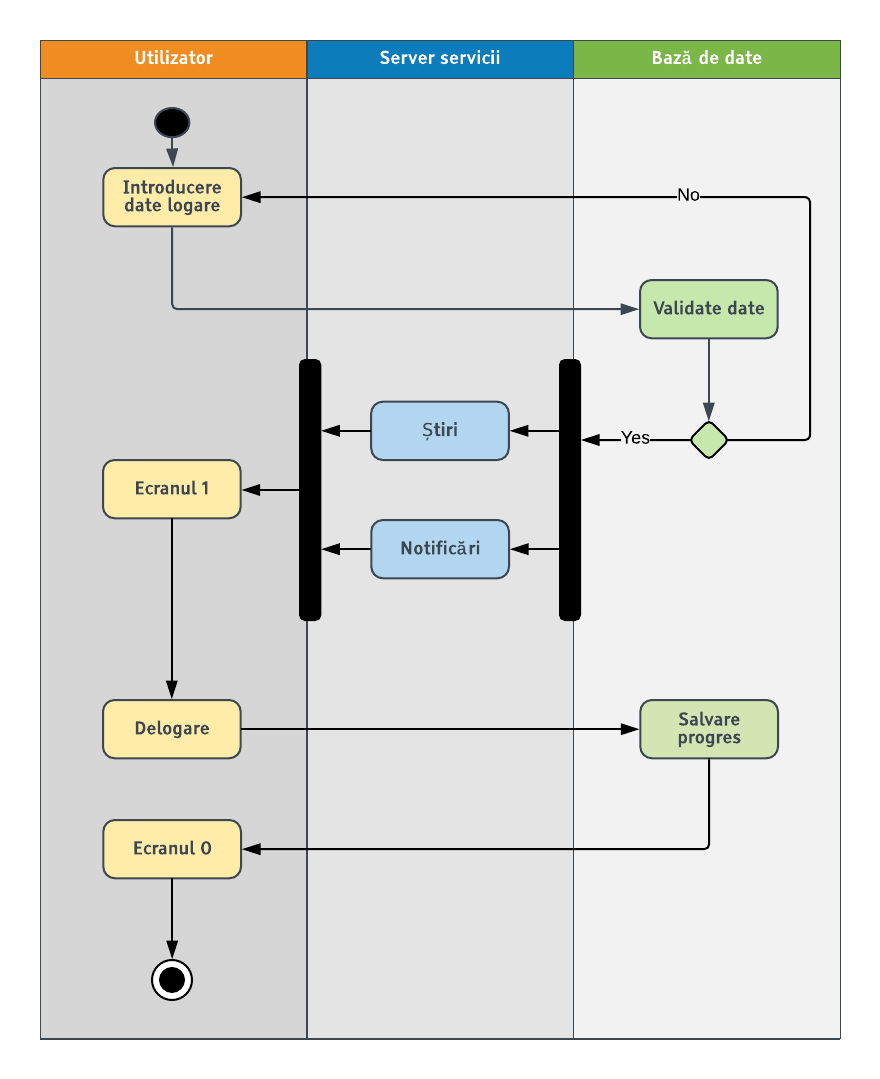 Utilizator
Server servicii
Bază de date
Introducere
date logare
No
Validate date
Știri
Yes
Ecranul 1
Notificări
Delogare
Salvare
progres
Ecranul 0